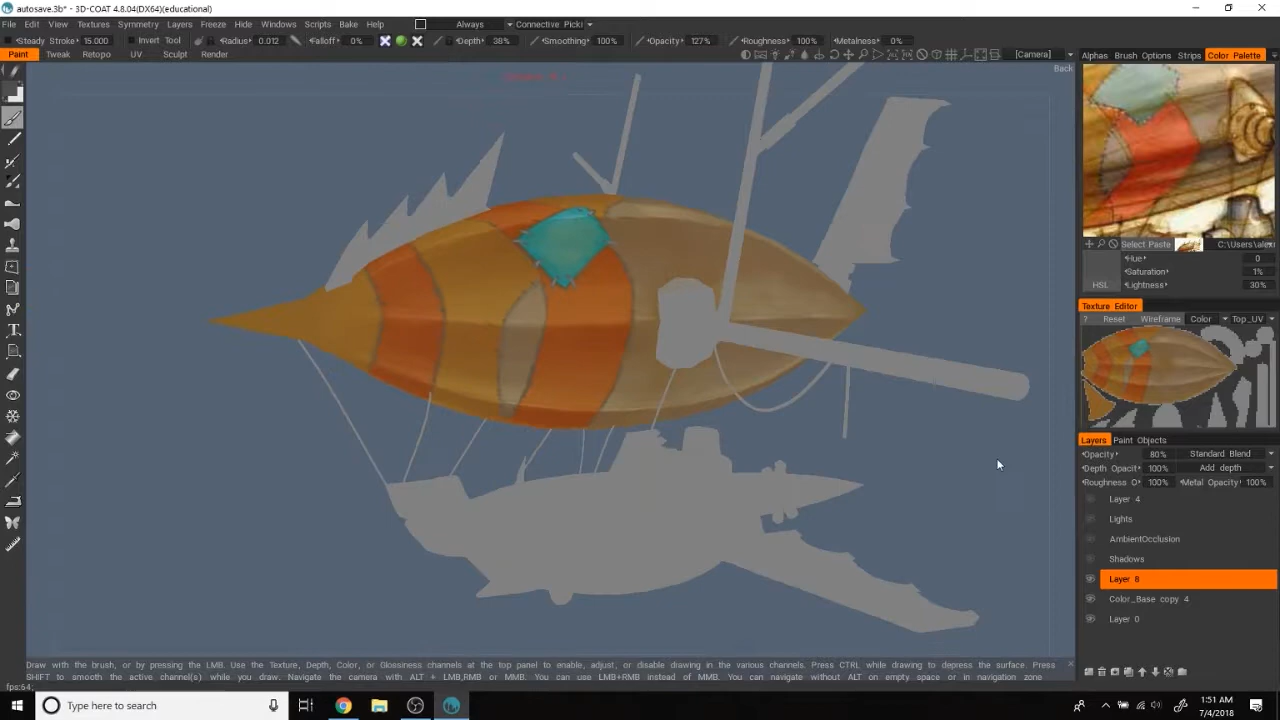 autosave.3b* - 3D-COAT 4.8.04(DX64)(educational)
File Edit View Textures Symmetry Layers Freeze Hide Windows Scripts Bake Help Always Connective Picki
Steady Stroke 15.000 Invert Tool Radius 0.012 Falloff 0% Depth 38% Smoothing 100% Opacity 127% Roughness 100% Metalness 0%
Paint Tweak Retopo UV Sculpt Render [Camera] Alphas Brush Options Strips Color Palette
Back
Select Paste C:\Users\alexi
Hue 0
Saturation 1%
HSL Lightness 30%
Texture Editor
? Reset Wireframe Color Top_UV
Layers Paint Objects
Opacity 80% Standard Blend
Depth Opacit 100% Add depth
Roughness O 100% Metal Opacity 100%
Layer 4
Lights
AmbientOcclusion
Shadows
Layer 8
Color_Base copy 4
Layer 0
Draw with the brush, or by pressing the LMB. Use the Texture, Depth, Color, or Glossiness channels at the top panel to enable, adjust, or disable drawing in the various channels. Press CTRL while drawing to depress the surface. Press
SHIFT to smooth the active channel(s) while you draw. Navigate the camera with ALT + LMB,RMB or MMB. You can use LMB+RMB instead of MMB. You can navigate without ALT on empty space or in navigation zone
fps:64;
Type here to search
1:51 AM
7/4/2018